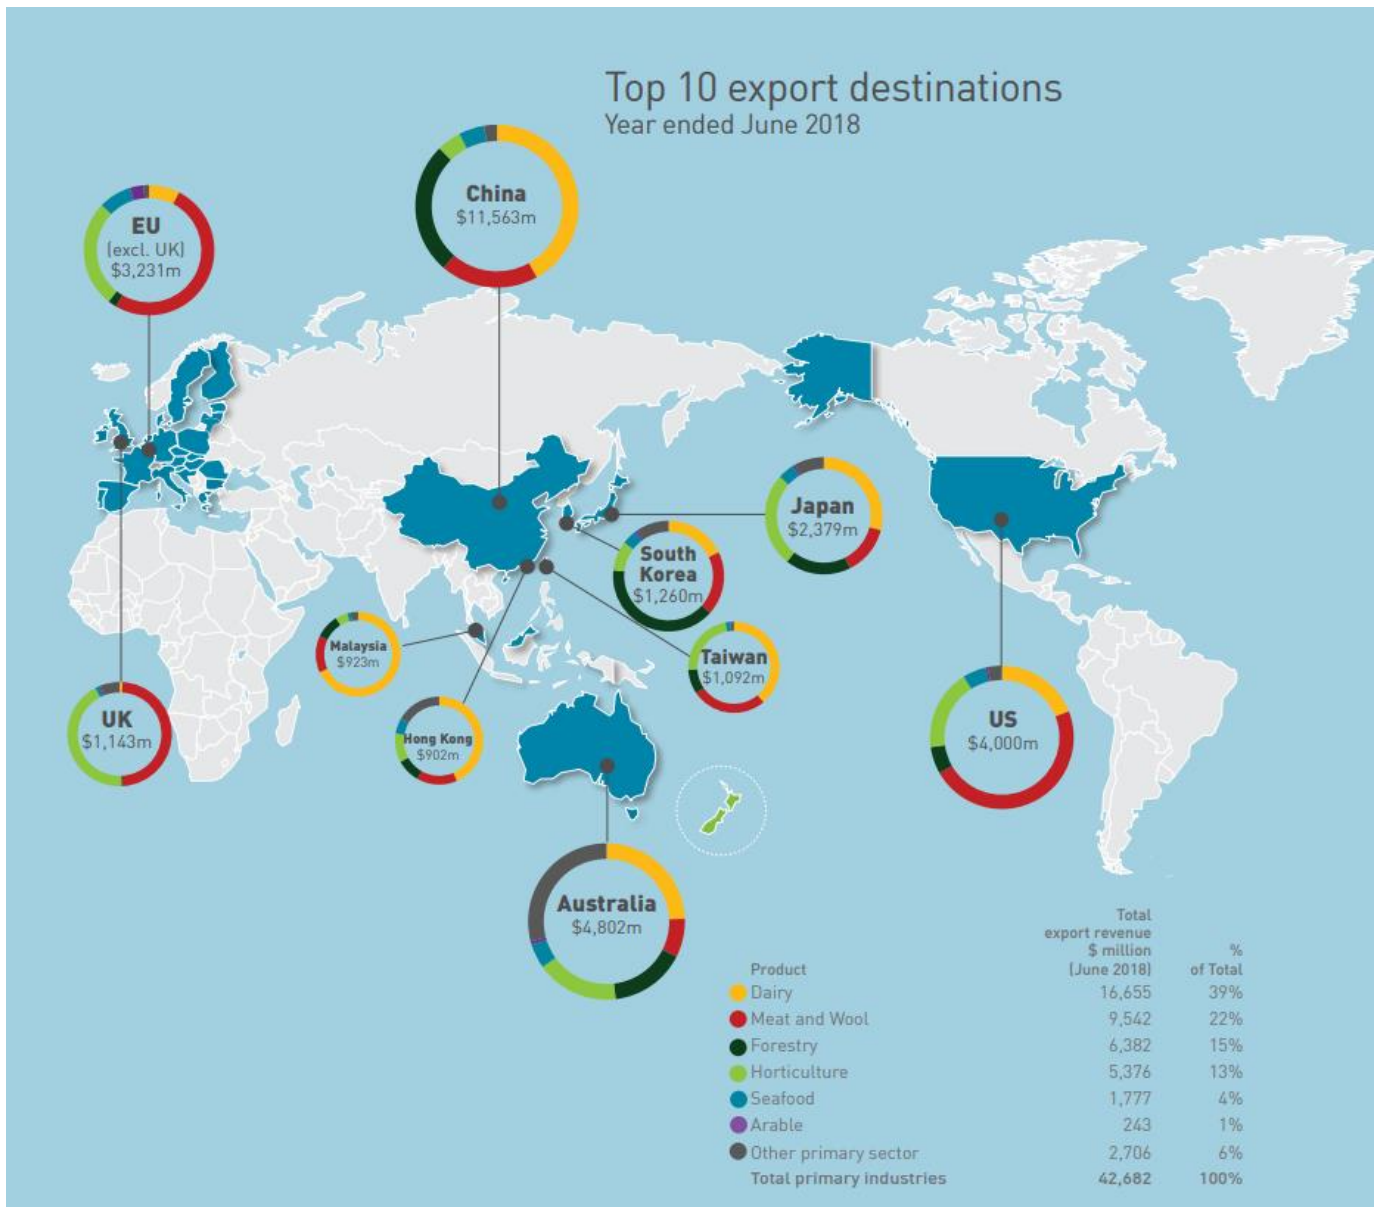 Top 10 export destinations
Year ended June 2018
China
$11,563m
EU
(excl. UK)
$3,231m
Japan
$2,379m
South
Korea
$1,260m
Malaysia
$923m
Taiwan
$1,092m
UK
$1,143m
Hong Kong
$902m
US
$4,000m
Australia
$4,802m
Total
export revenue
$ million %
Product (June 2018) of Total
Dairy 16,655 39%
Meat and Wool 9,542 22%
Forestry 6,382 15%
Horticulture 5,376 13%
Seafood 1,777 4%
Arable 243 1%
Other primary sector 2,706 6%
Total primary industries 42,682 100%